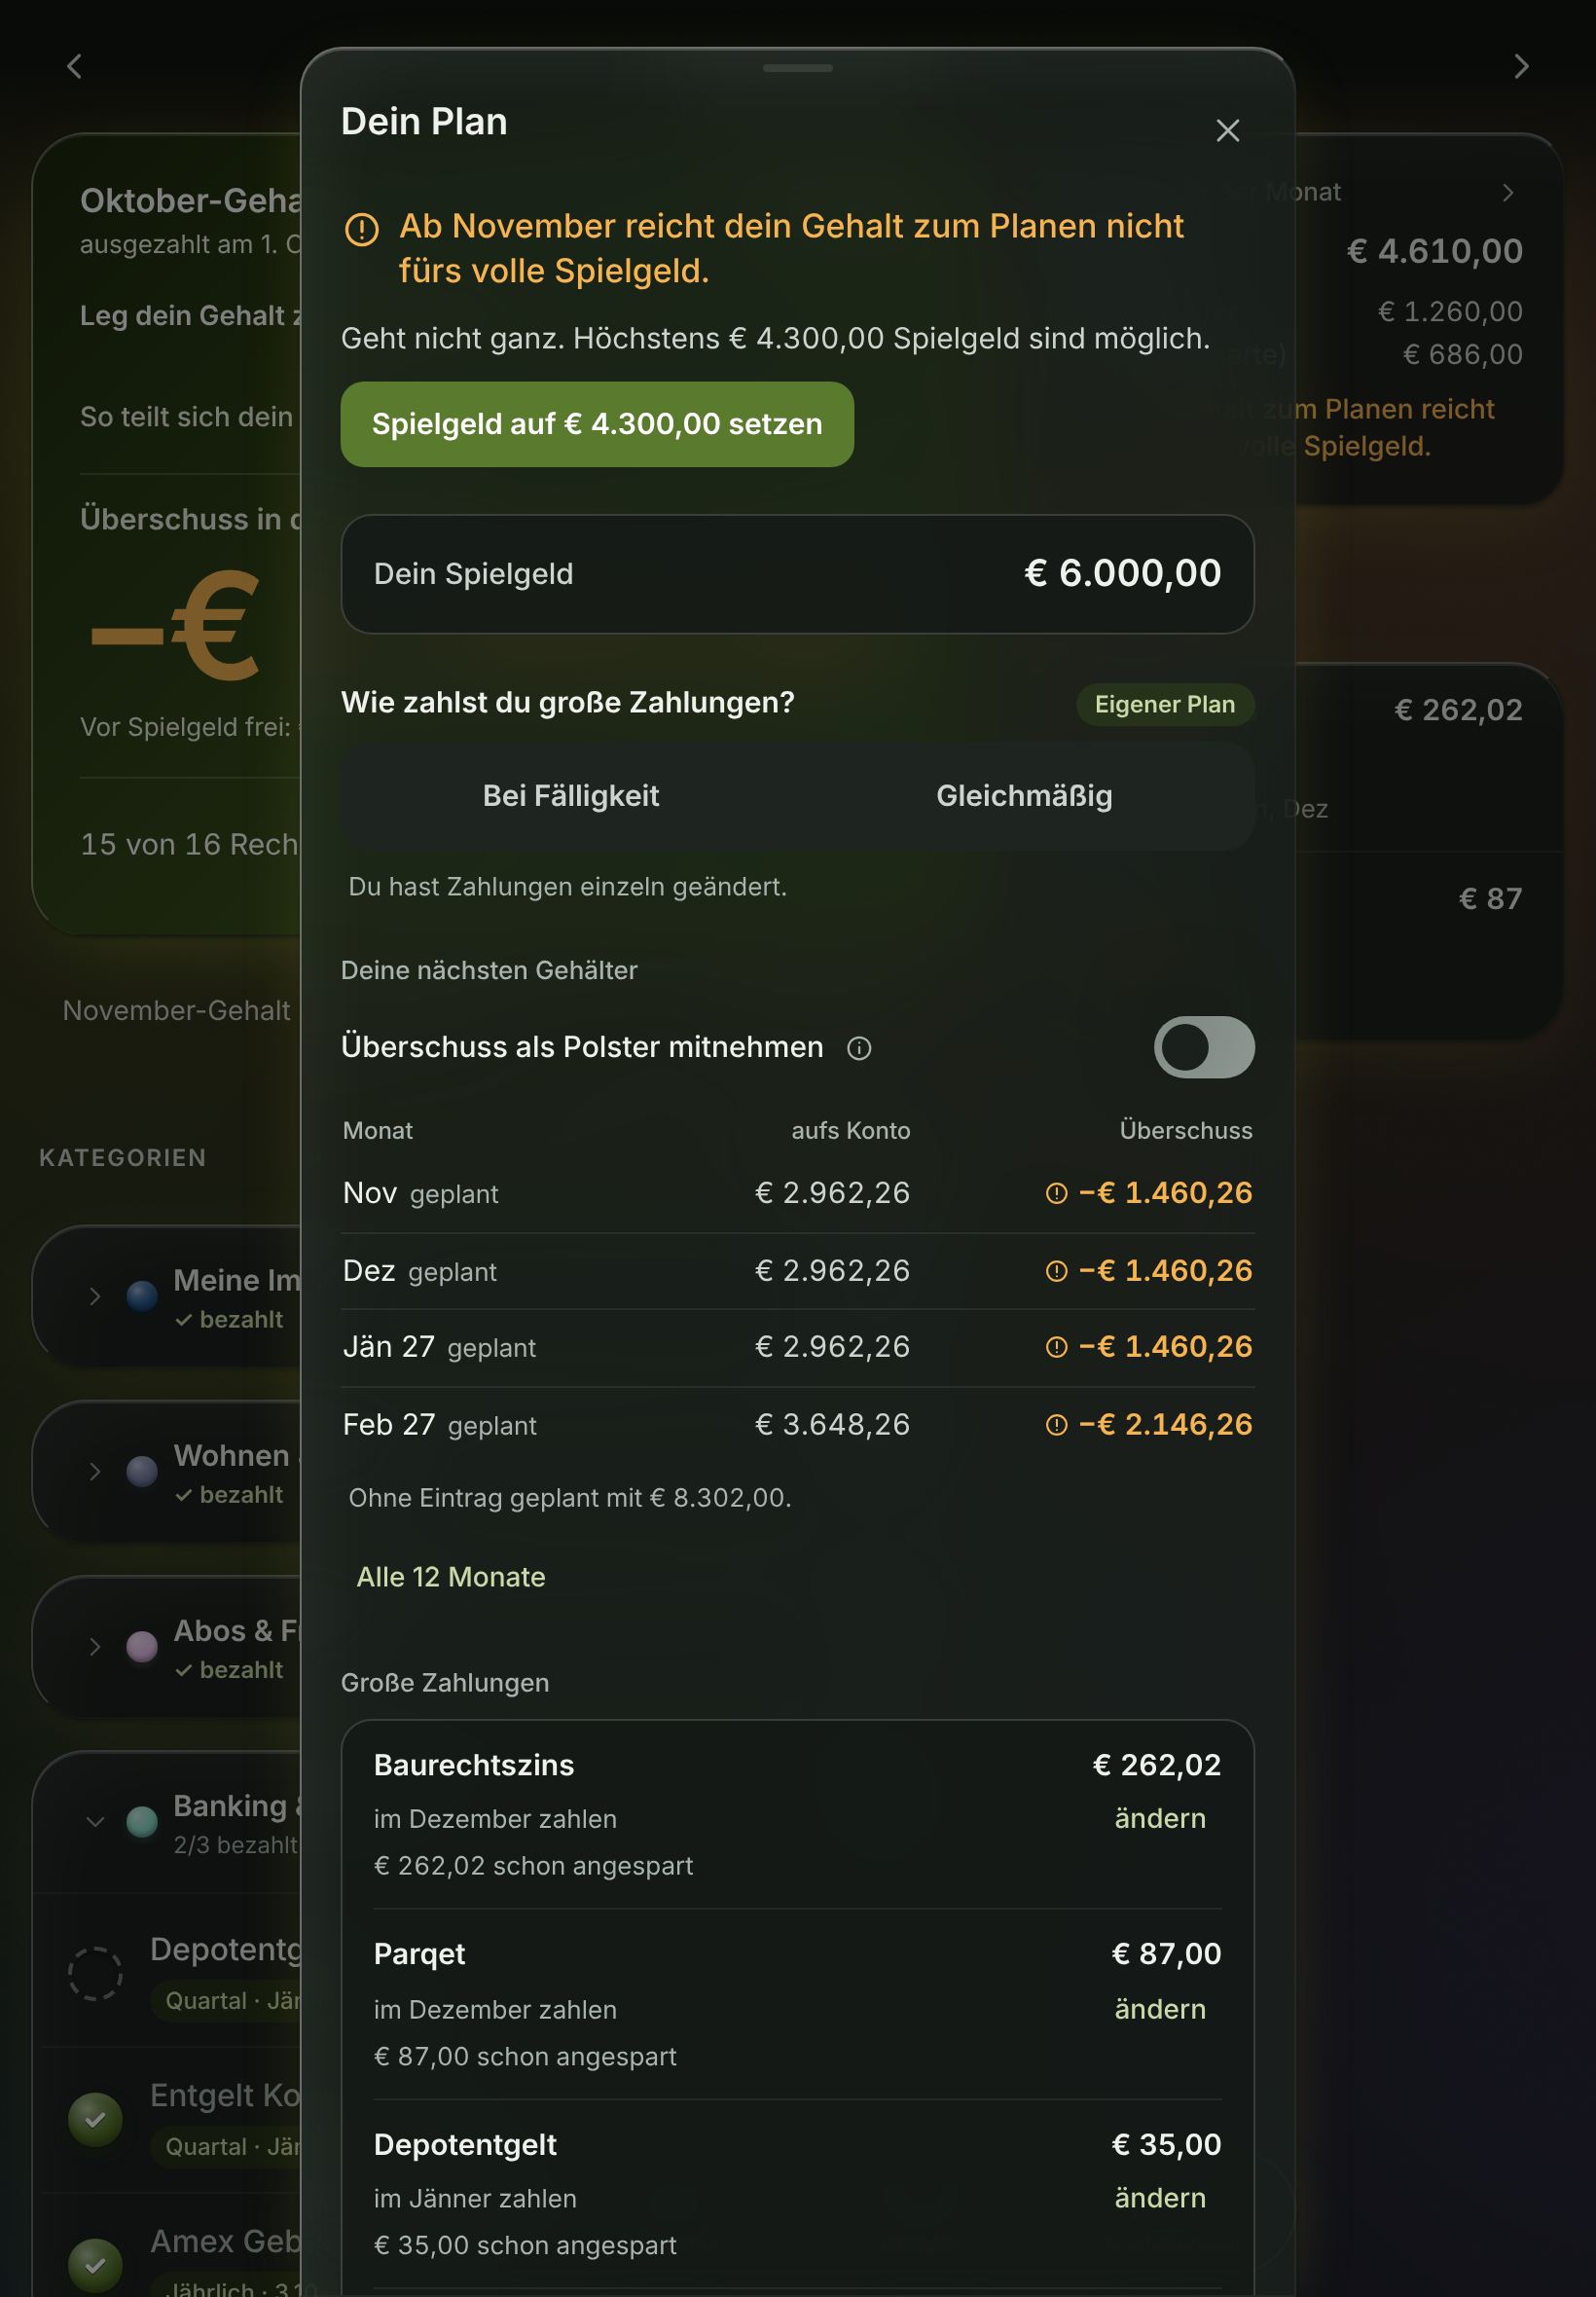 Dein Plan
Ab November reicht dein Gehalt zum Planen nicht
fürs volle Spielgeld.
Geht nicht ganz. Höchstens € 4.300,00 Spielgeld sind möglich.
Spielgeld auf € 4.300,00 setzen
Dein Spielgeld € 6.000,00
Wie zahlst du große Zahlungen? Eigener Plan
Bei Fälligkeit Gleichmäßig
Du hast Zahlungen einzeln geändert.
Deine nächsten Gehälter
Überschuss als Polster mitnehmen
Monat aufs Konto Überschuss
Nov geplant € 2.962,26 −€ 1.460,26
Dez geplant € 2.962,26 −€ 1.460,26
Jän 27 geplant € 2.962,26 −€ 1.460,26
Feb 27 geplant € 3.648,26 −€ 2.146,26
Ohne Eintrag geplant mit € 8.302,00.
Alle 12 Monate
Große Zahlungen
Baurechtszins € 262,02
im Dezember zahlen ändern
€ 262,02 schon angespart
Parqet € 87,00
im Dezember zahlen ändern
€ 87,00 schon angespart
Depotentgelt € 35,00
im Jänner zahlen ändern
€ 35,00 schon angespart
Oktober-Geha
ausgezahlt am 1.
Leg dein Gehalt
So teilt sich dein
Überschuss in
−€
Vor Spielgeld frei:
15 von 16 Rech
November-Gehalt
KATEGORIEN
Meine Im
bezahlt
Wohnen
bezahlt
Abos &
bezahlt
Banking &
2/3 bezahlt
Depotentg
Quartal · Jän
Entgelt Ko
Quartal · Jän
Amex Geb
Jährlich ·
Monat
€ 4.610,00
€ 1.260,00
€ 686,00
zum Planen reicht
Spielgeld.
€ 262,02
Dez
€ 87